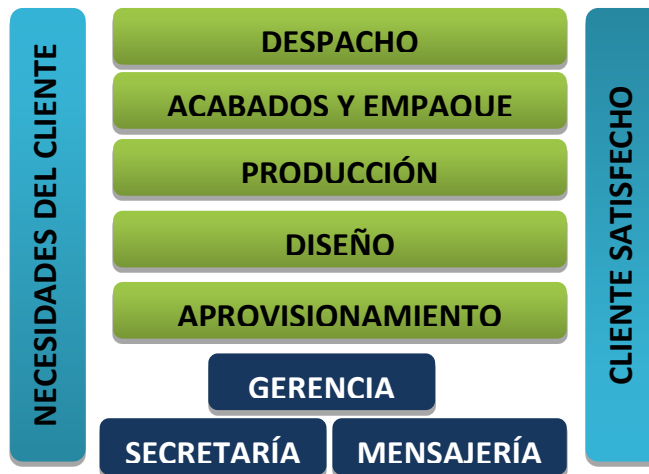 NECESIDADES DEL CLIENTE
DESPACHO
ACABADOS Y EMPAQUE
PRODUCCIÓN
DISEÑO
APROVISIONAMIENTO
GERENCIA
SECRETARÍA
MENSAJERÍA
CLIENTE SATISFECHO